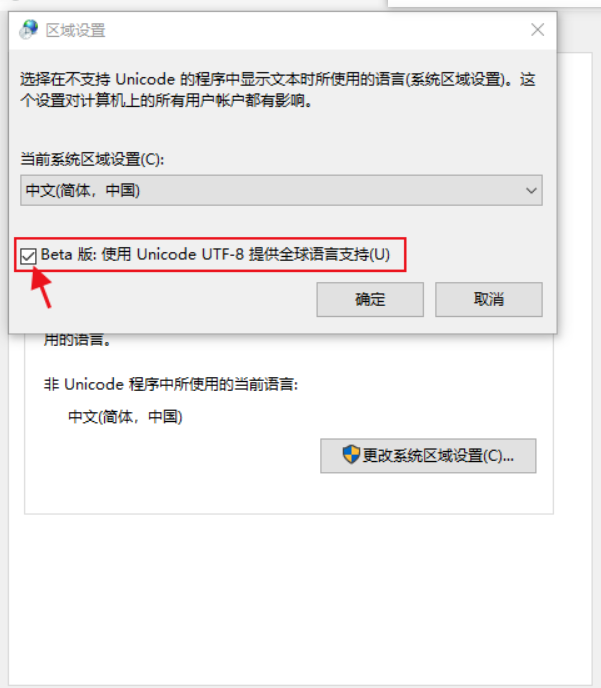 区域设置
选择在不支持 Unicode 的程序中显示文本时所使用的语言(系统区域设置)。这
个设置对计算机上的所有用户帐户都有影响。
当前系统区域设置(C):
中文(简体，中国)
Beta 版: 使用 Unicode UTF-8 提供全球语言支持(U)
确定
取消
用的语言。
非 Unicode 程序中所使用的当前语言:
中文(简体，中国)
更改系统区域设置(C)...